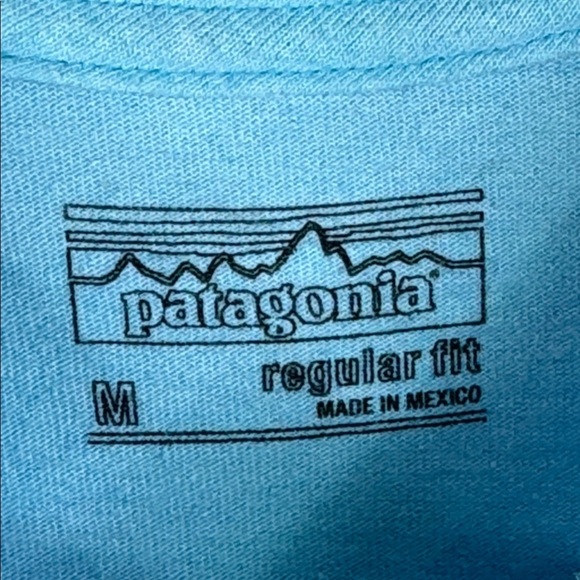 patagonia®
regular fit
M
MADE IN MEXICO